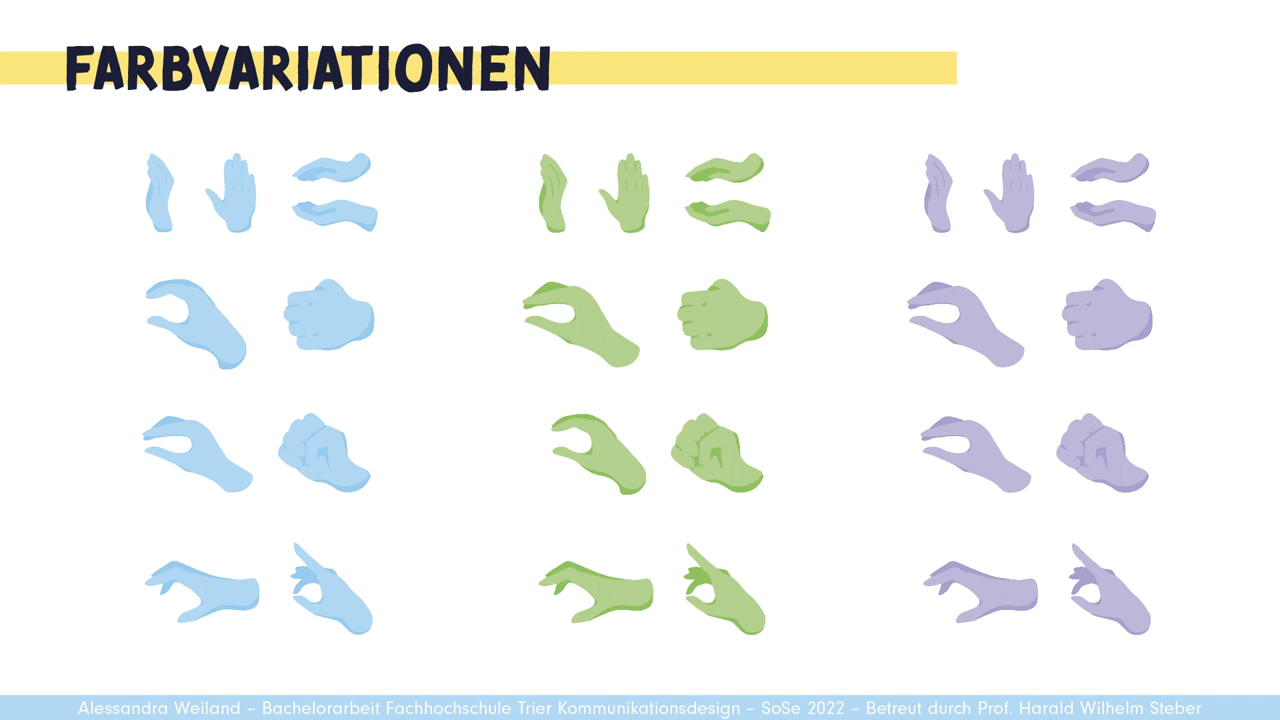 FARBVARIATIONEN
Alessandra Weiland – Bachelorarbeit Fachhochschule Trier Kommunikationsdesign – SoSe 2022 – Betreut durch Prof. Harald Wilhelm Steber